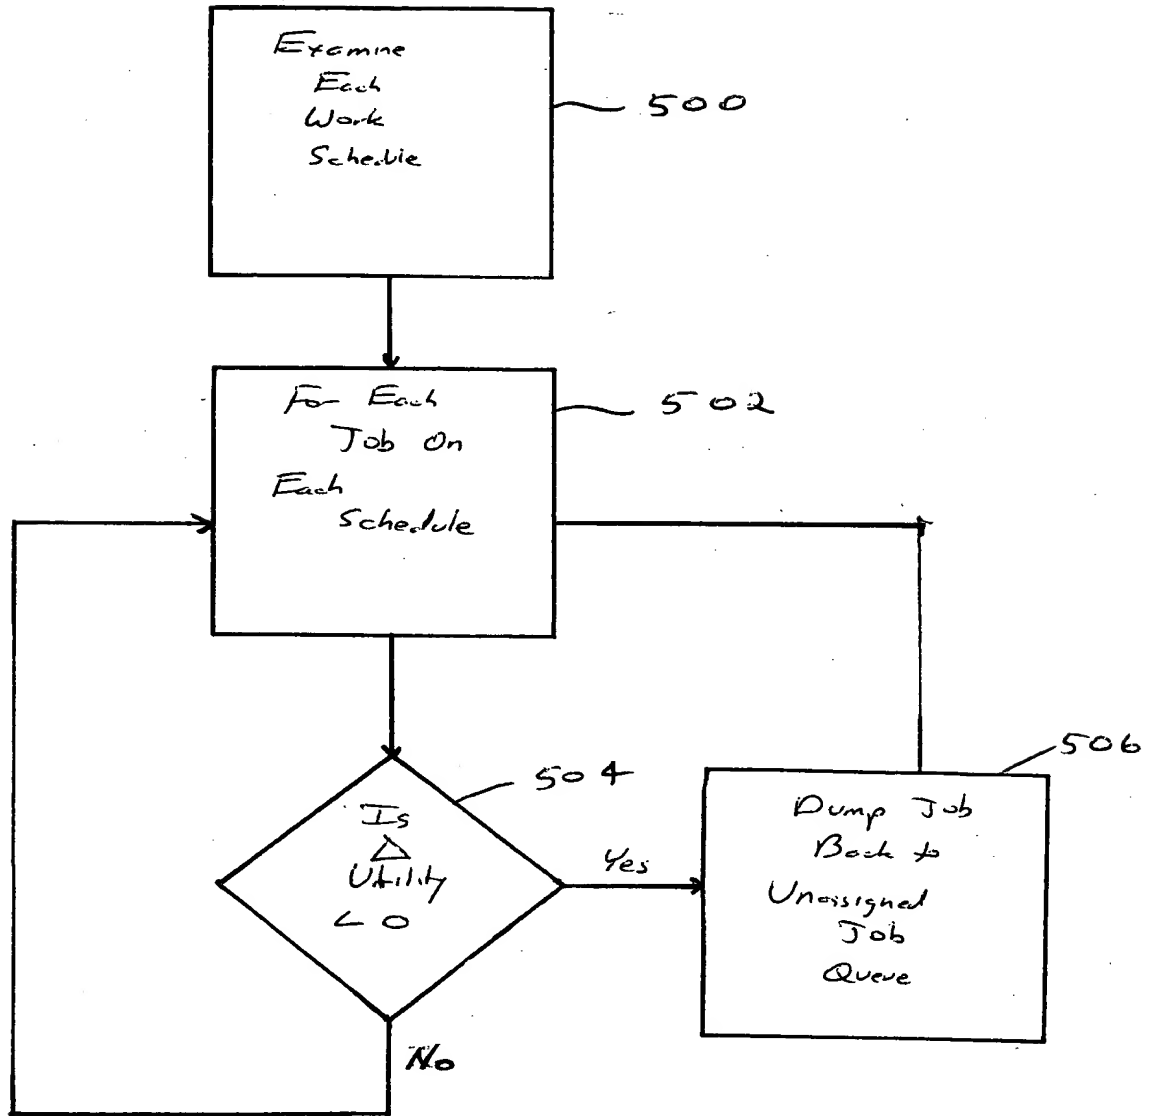 Examine
Each
Work
Schedule
500
For Each
Job On
Each
Schedule
502
Is
△
Utility
< 0
504
Yes
No
Dump Job
Back to
Unassigned
Job
Queue
506